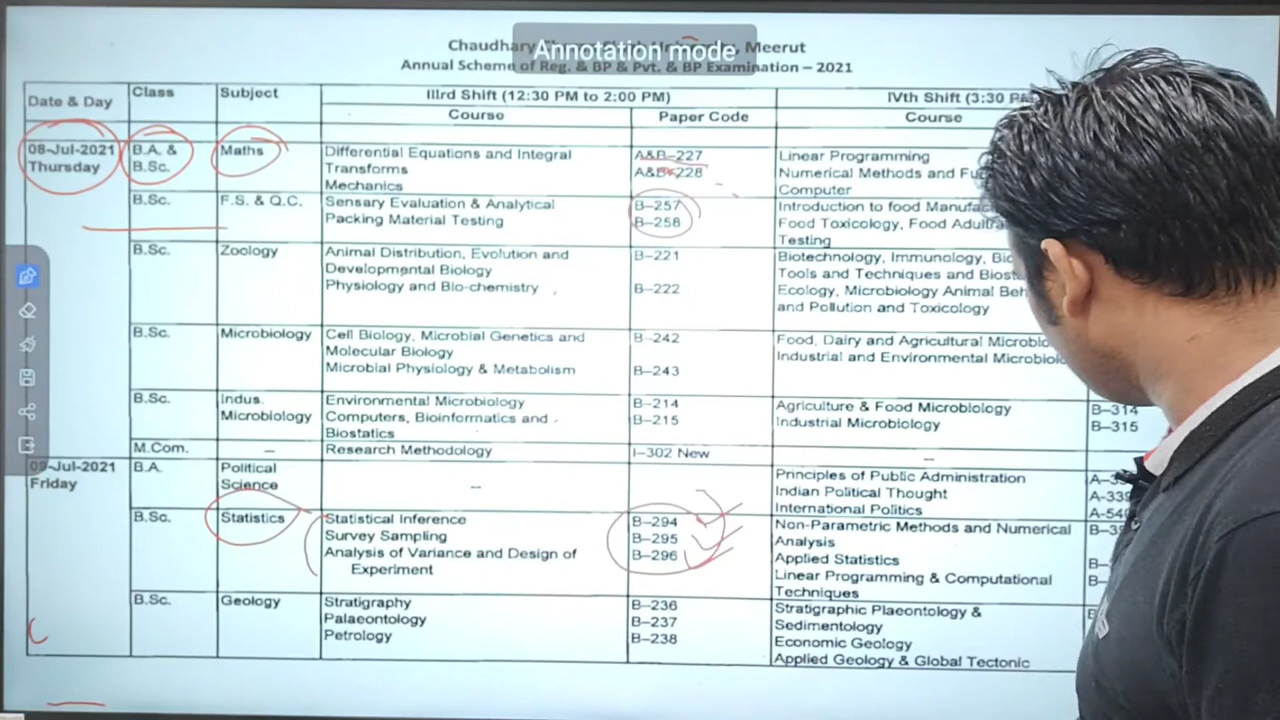 Chaudhary Meerut
Annotation mode
Annual Scheme of Reg. & BP & Pvt. & BP Examination – 2021
Date & Day Class Subject IIIrd Shift (12:30 PM to 2:00 PM) IVth Shift (3:30
Course Paper Code Course
08-Jul-2021 B.A. & Maths Differential Equations and Integral A&B–227 Linear Programming
Thursday B.Sc. Transforms A&B–228 Numerical Methods and
Mechanics Computer
B.Sc. F.S. & Q.C. Sensary Evaluation & Analytical B–257 Introduction to food
Packing Material Testing B–258 Food Toxicology, Food
Testing
B.Sc. Zoology Animal Distribution, Evolution and B–221 Biotechnology, Immunology,
Developmental Biology Tools and Techniques and
Physiology and Bio-chemistry B–222 Ecology, Microbiology Animal
and Pollution and Toxicology
B.Sc. Microbiology Cell Biology, Microbial Genetics and B–242 Food, Dairy and Agricultural
Molecular Biology Industrial and Environmental
Microbial Physiology & Metabolism B–243
B.Sc. Indus. Environmental Microbiology B–214 Agriculture & Food Microbiology B–314
Microbiology Computers, Bioinformatics and B–215 Industrial Microbiology B–315
Biostatics
M.Com. – Research Methodology I–302 New –
09-Jul-2021 B.A. Political – Principles of Public Administration
Friday Science Indian Political Thought A-339
International Politics A-540
B.Sc. Statistics Statistical Inference B–294 Non-Parametric Methods and Numerical
Survey Sampling B–295 Analysis
Analysis of Variance and Design of B–296 Applied Statistics
Experiment Linear Programming & Computational
Techniques
B.Sc. Geology Stratigraphy B–236 Stratigraphic Plaeontology &
Palaeontology B–237 Sedimentology
Petrology B–238 Economic Geology
Applied Geology & Global Tectonic